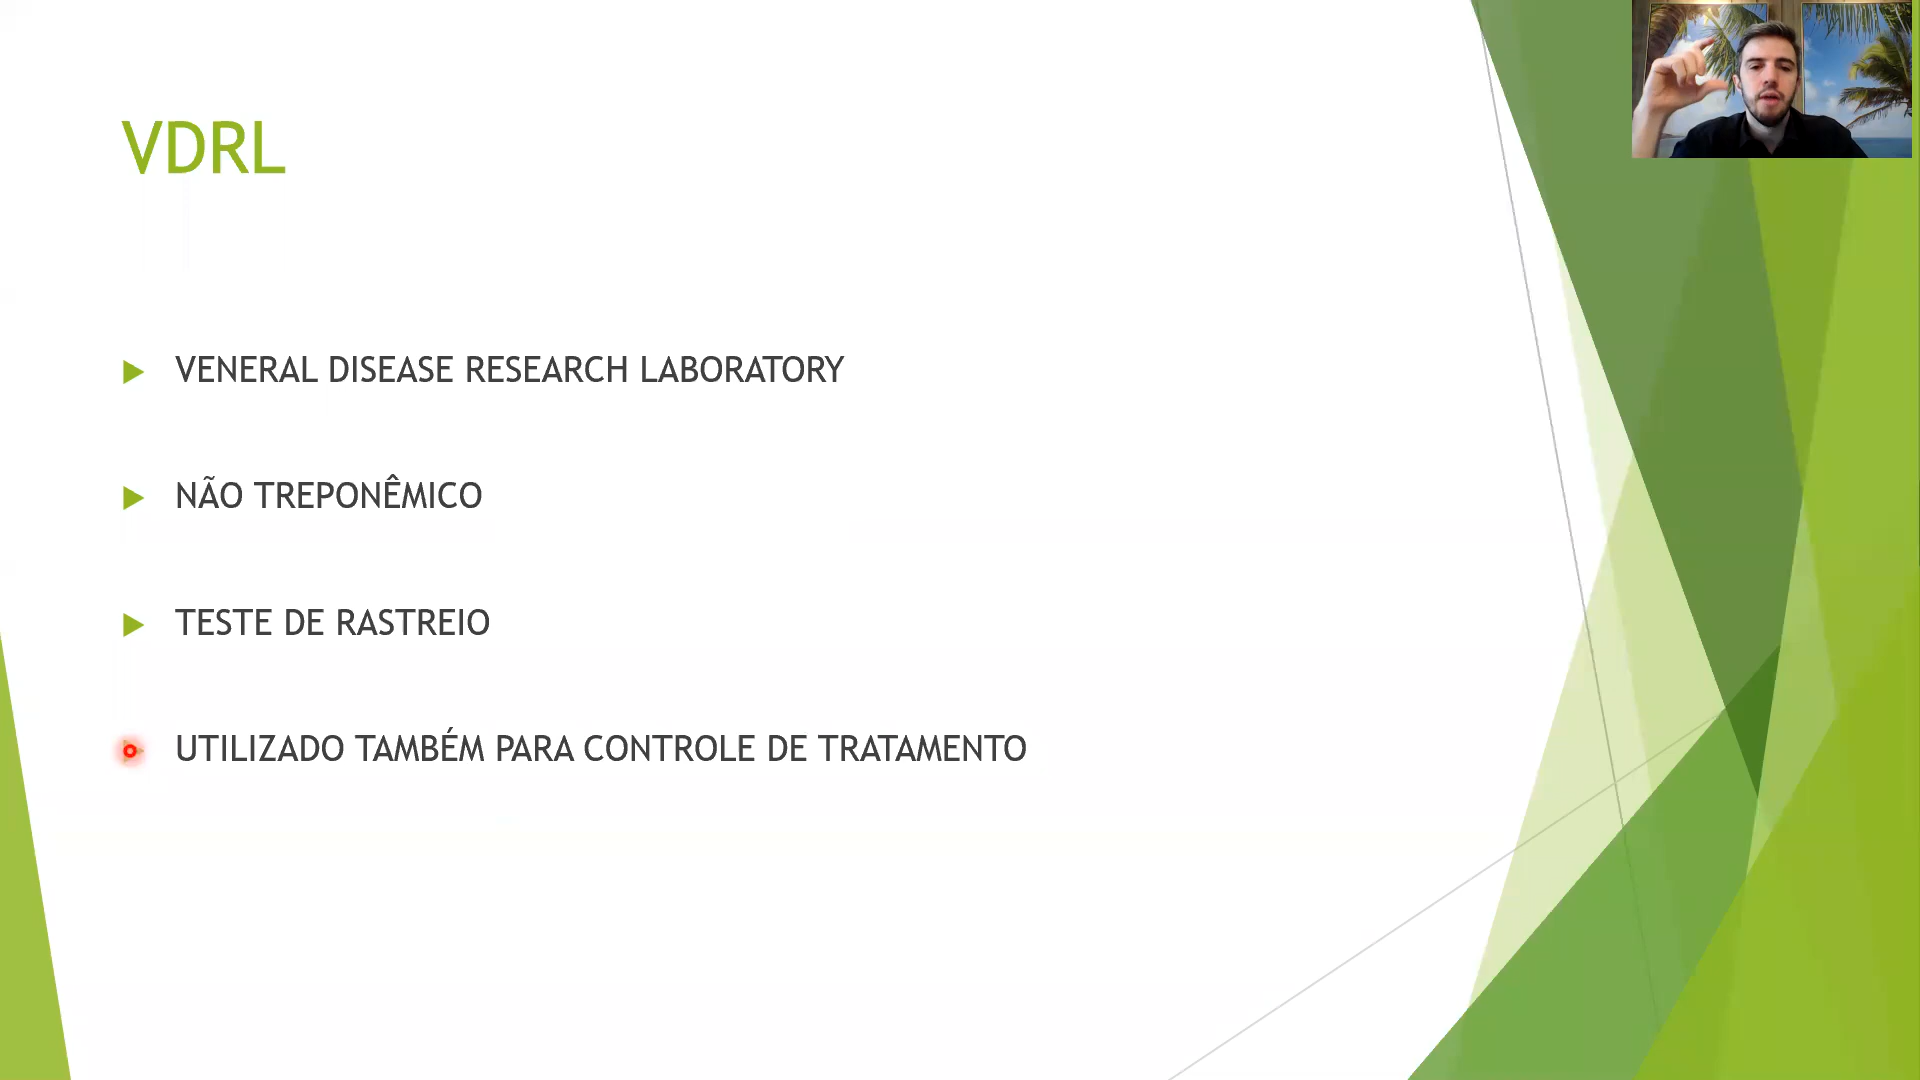 VDRL
VENERAL DISEASE RESEARCH LABORATORY
NÃO TREPONÊMICO
TESTE DE RASTREIO
UTILIZADO TAMBÉM PARA CONTROLE DE TRATAMENTO